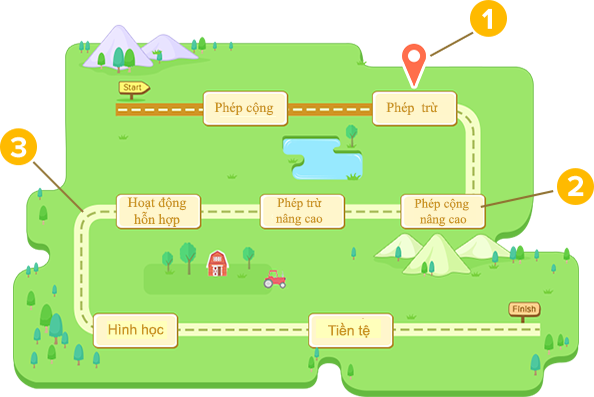 1
Start
Phép cộng
Phép trừ
3
Hoạt động
hỗn hợp
Phép trừ
nâng cao
Phép cộng
nâng cao
2
Finish
Hình học
Tiền tệ